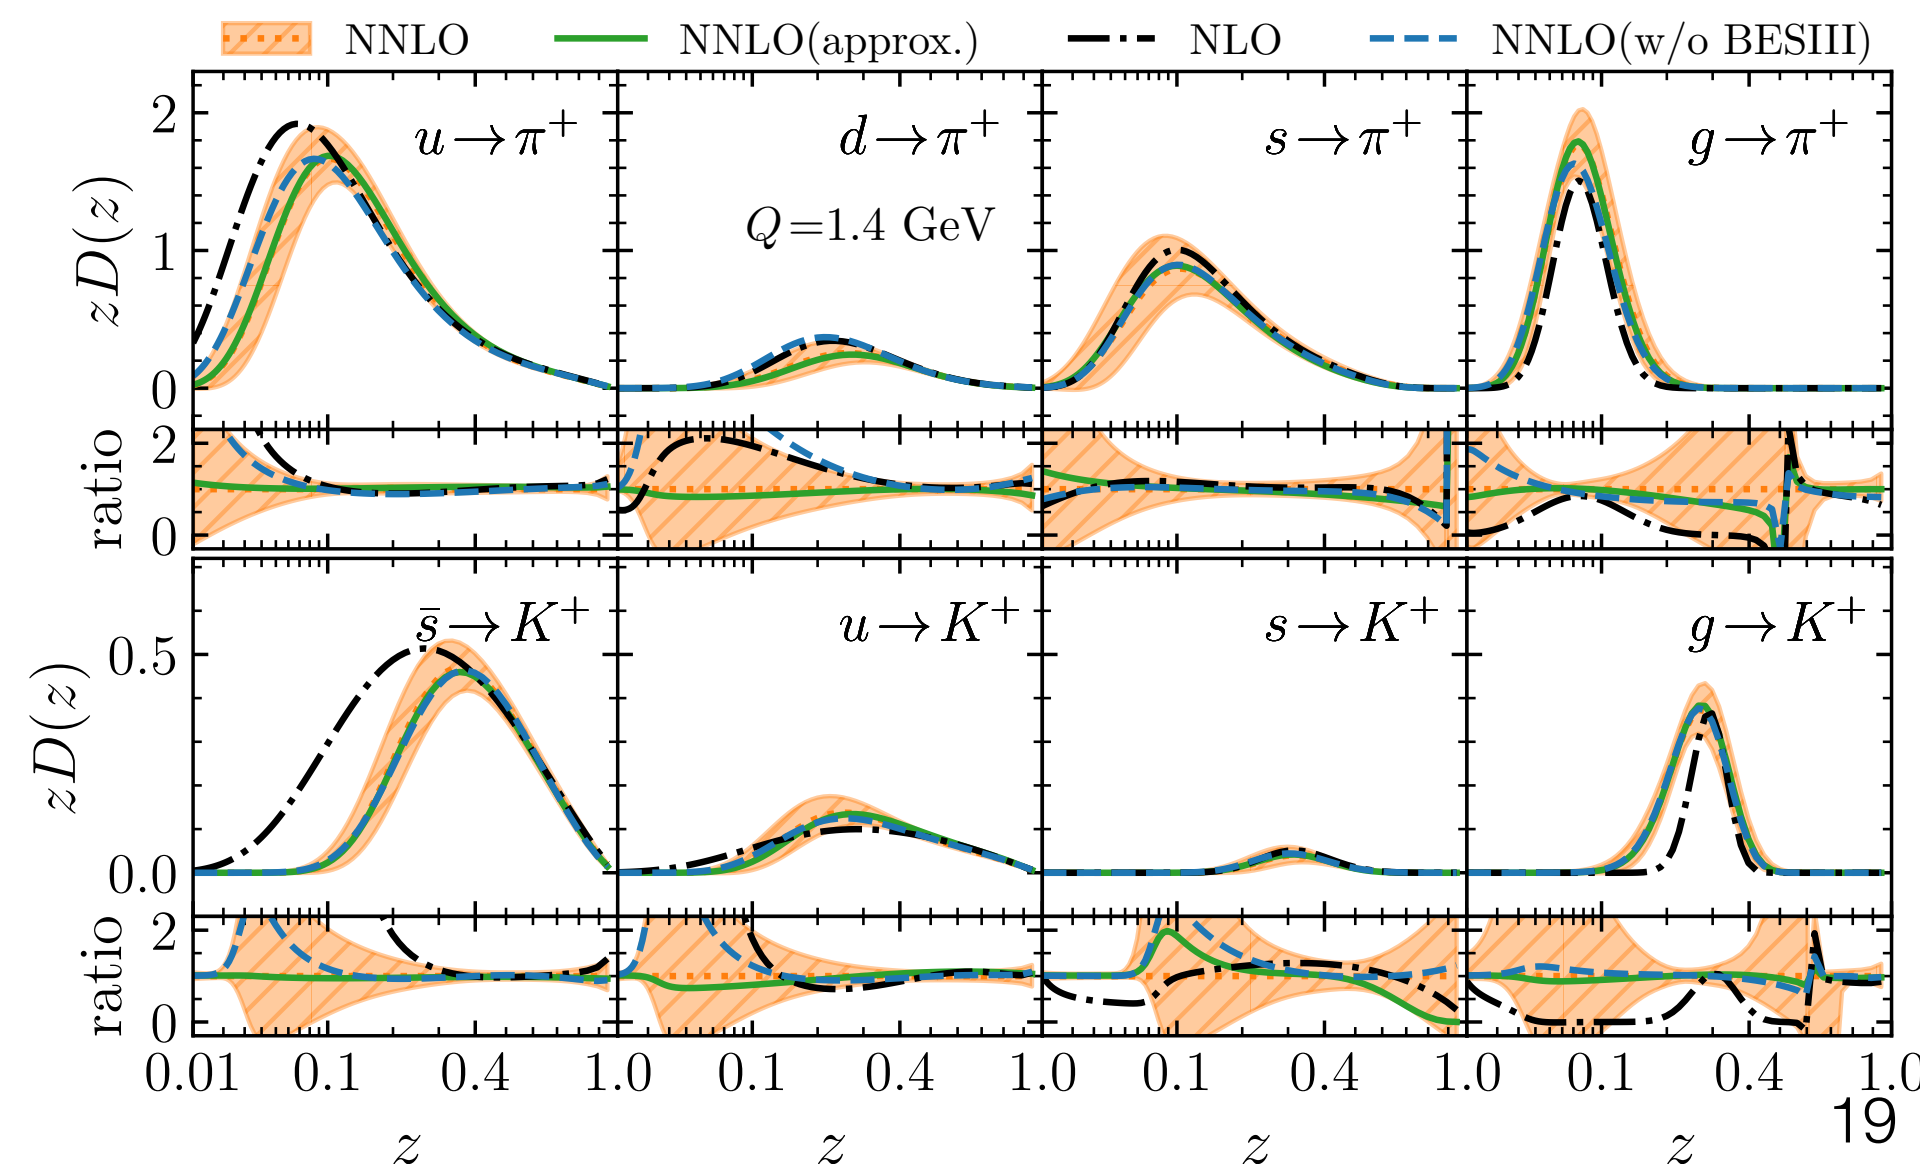 NNLO NNLO(approx.) NLO NNLO(w/o BESIII)
zD(z)
2
1
0
u→π⁺
d→π⁺
Q=1.4 GeV
s→π⁺
g→π⁺
ratio
2
0
zD(z)
0.5
0.0
s̄→K⁺
u→K⁺
s→K⁺
g→K⁺
ratio
2
0
0.01 0.1 0.4 1.0 0.1 0.4 1.0 0.1 0.4 1.0 0.1 0.4 1.0
z z z z
19